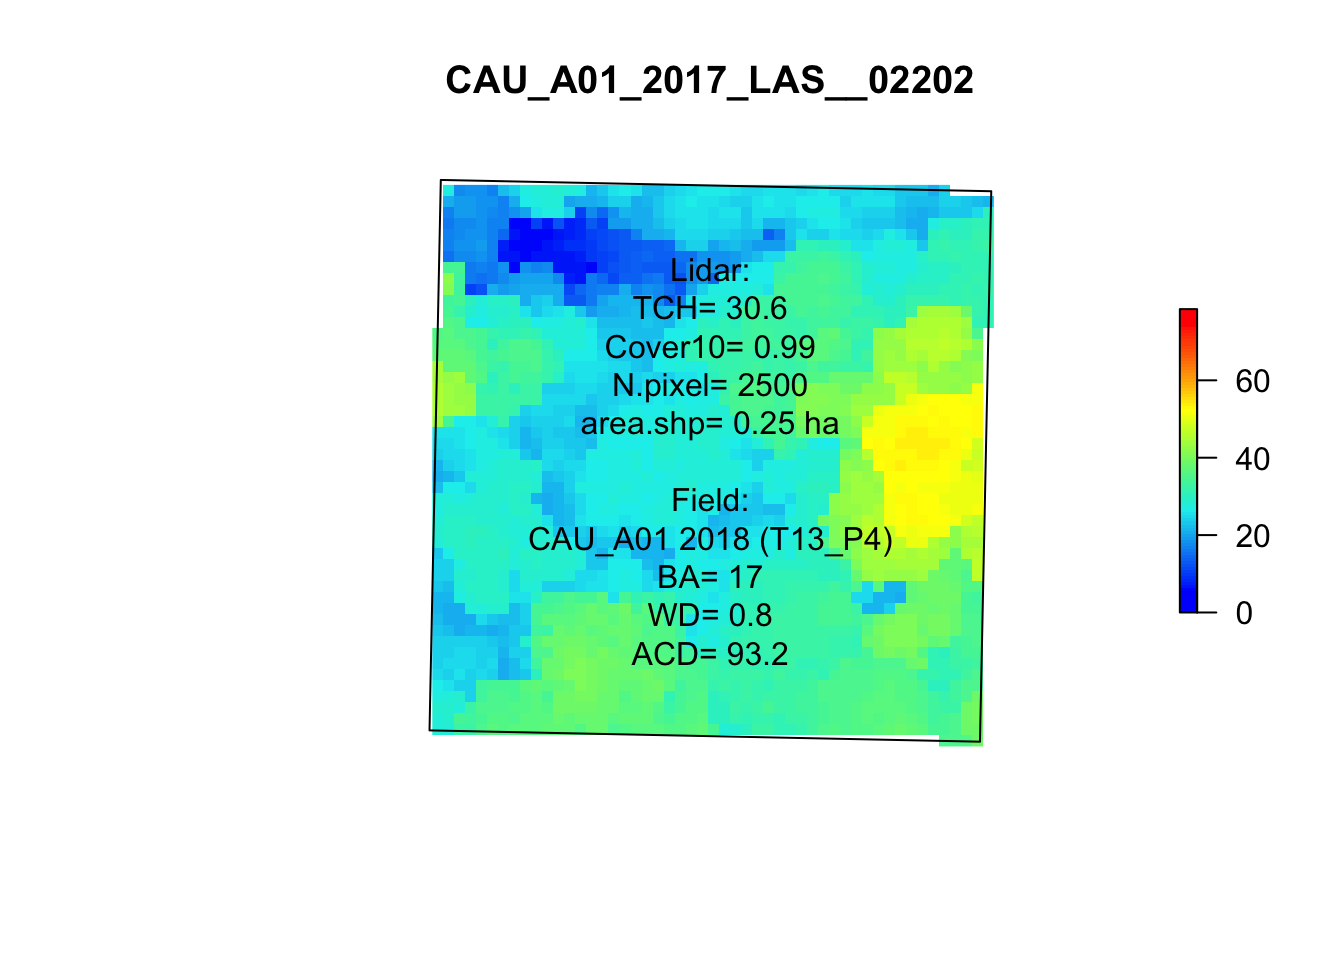 CAU_A01_2017_LAS__02202
Lidar:
TCH= 30.6
Cover10= 0.99
N.pixel= 2500
area.shp= 0.25 ha
Field:
CAU_A01 2018 (T13_P4)
BA= 17
WD= 0.8
ACD= 93.2
60
40
20
0